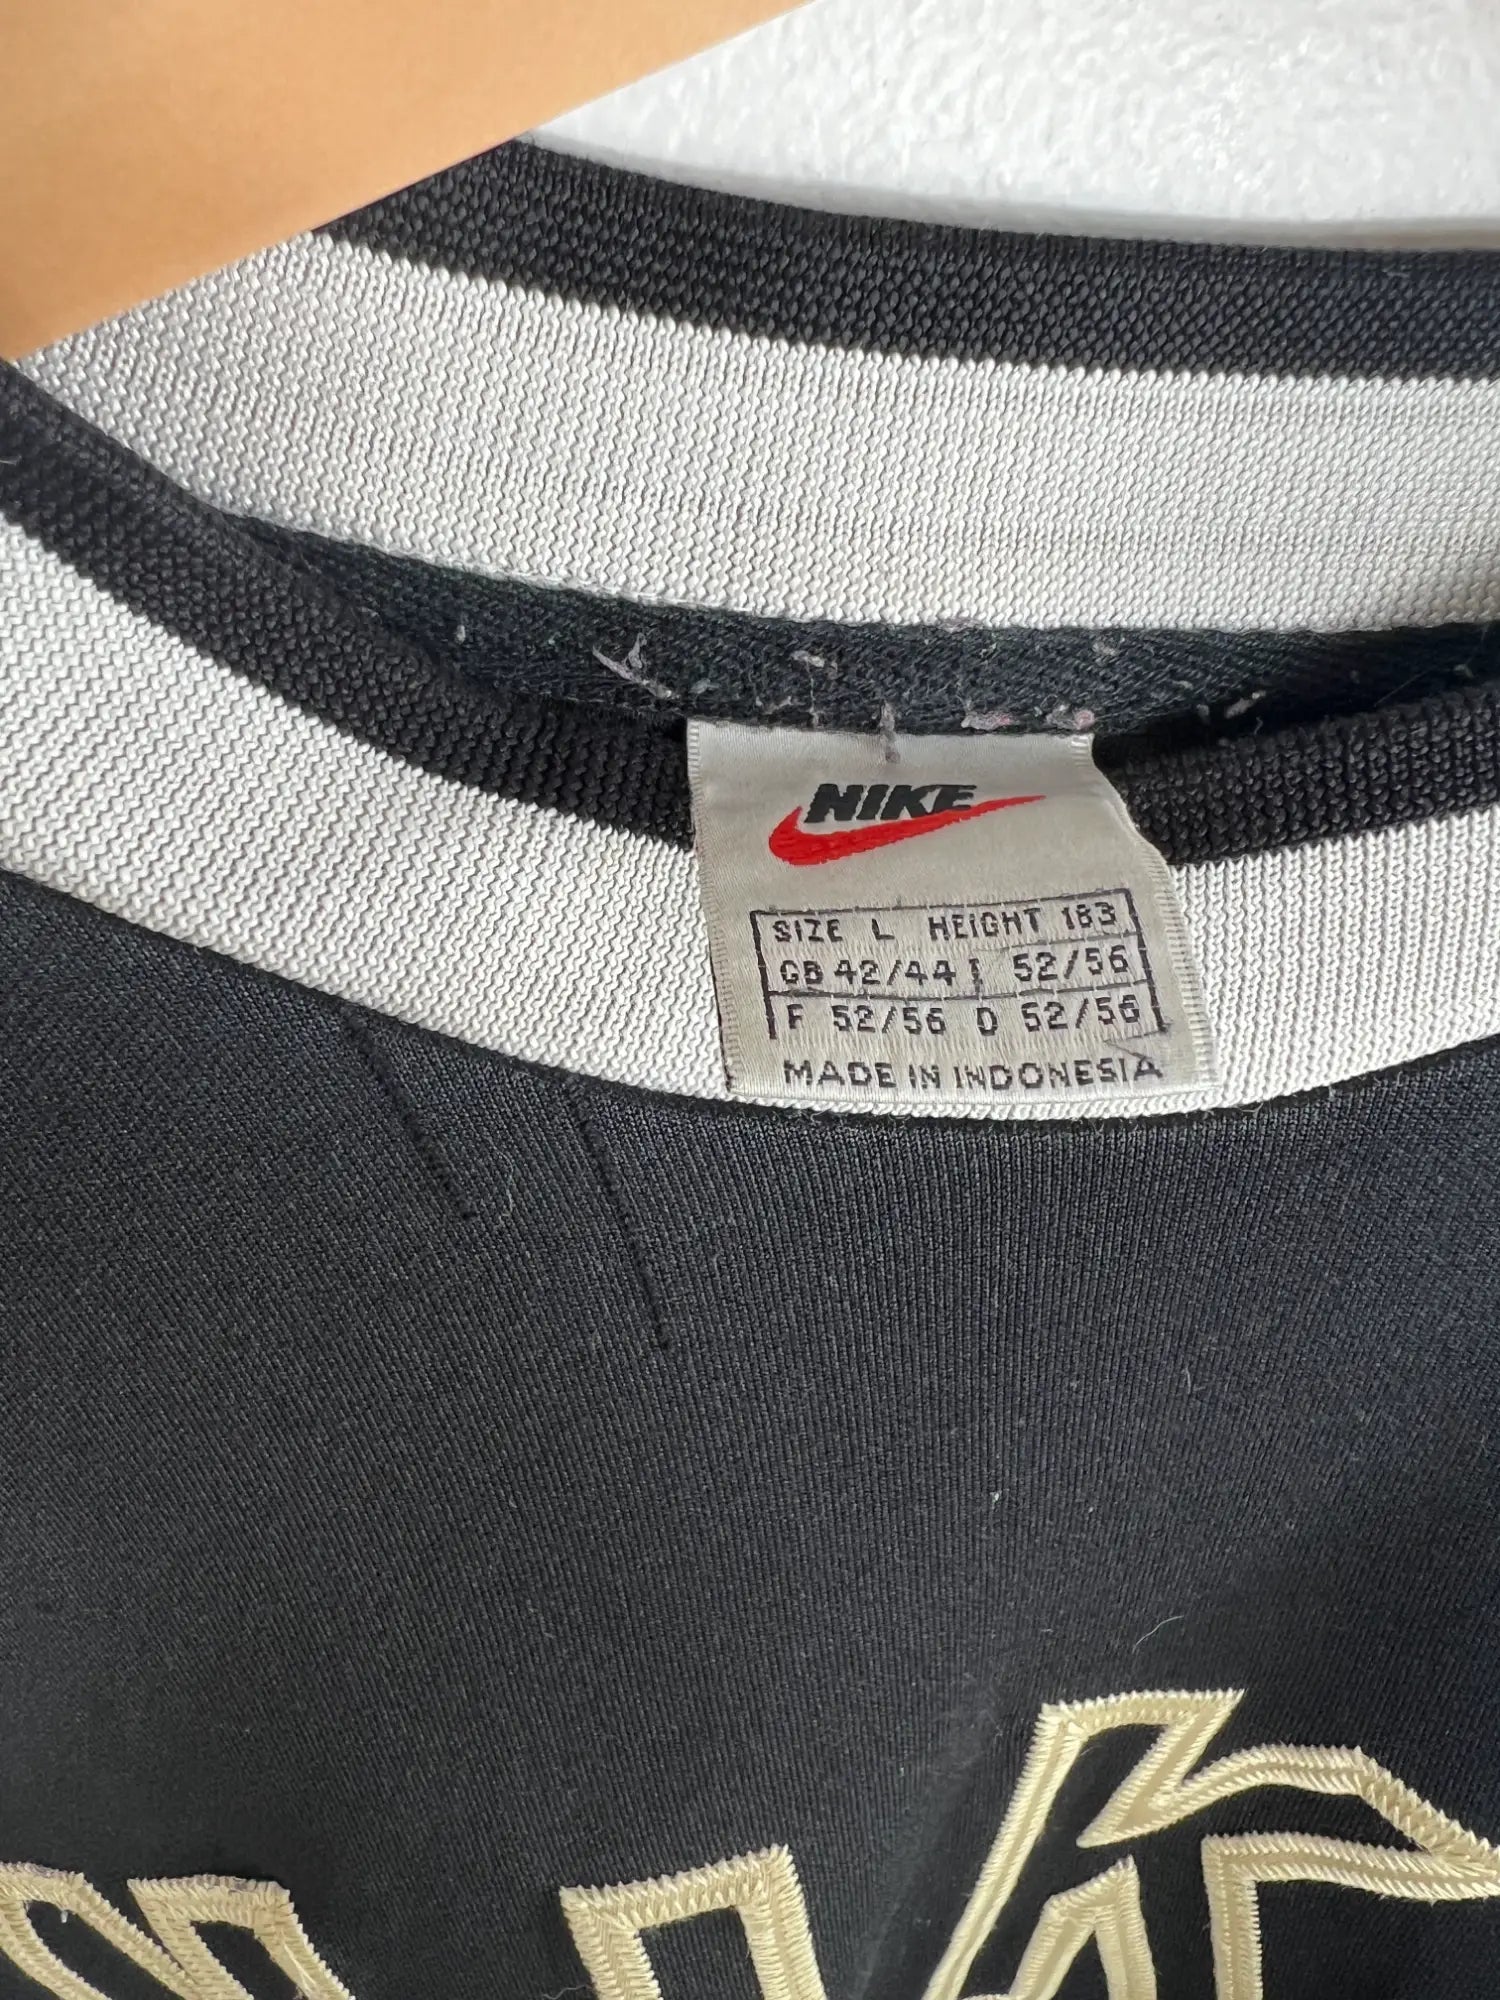 NIKE
SIZE L HEIGHT 183
GB 42/44 I 52/56
F 52/56 D 52/56
MADE IN INDONESIA